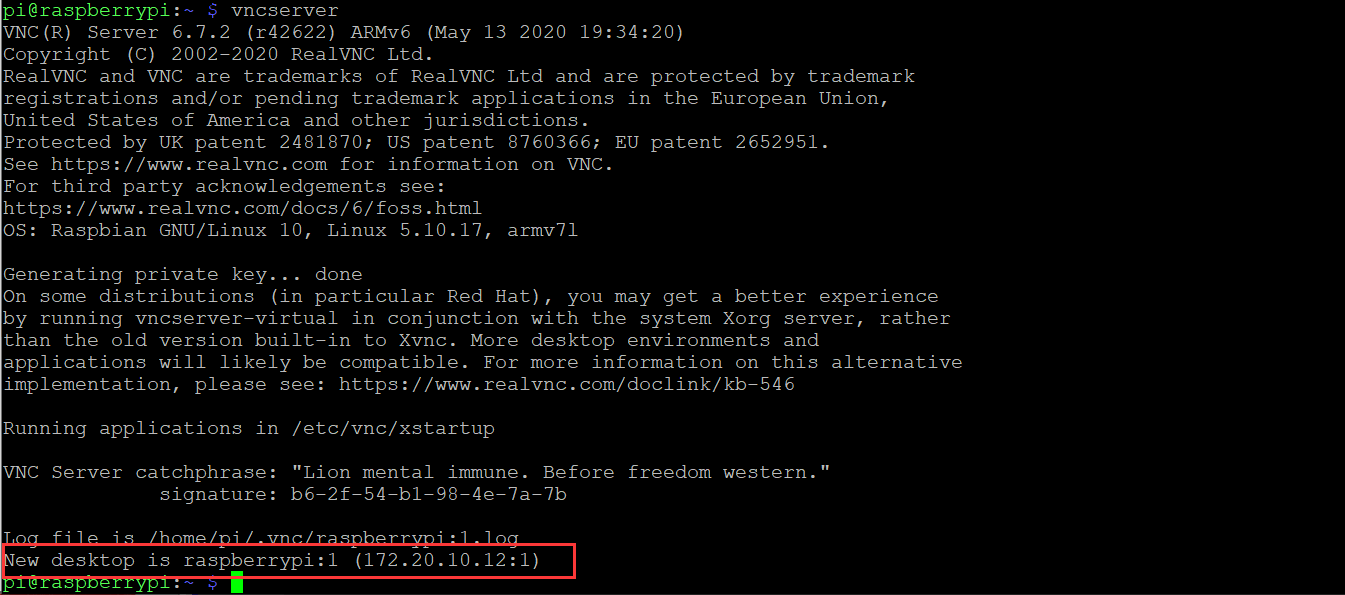 pi@raspberrypi:~ $ vncserver
VNC(R) Server 6.7.2 (r42622) ARMv6 (May 13 2020 19:34:20)
Copyright (C) 2002-2020 RealVNC Ltd.
RealVNC and VNC are trademarks of RealVNC Ltd and are protected by trademark
registrations and/or pending trademark applications in the European Union,
United States of America and other jurisdictions.
Protected by UK patent 2481870; US patent 8760366; EU patent 2652951.
See https://www.realvnc.com for information on VNC.
For third party acknowledgements see:
https://www.realvnc.com/docs/6/foss.html
OS: Raspbian GNU/Linux 10, Linux 5.10.17, armv7l
Generating private key... done
On some distributions (in particular Red Hat), you may get a better experience
by running vncserver-virtual in conjunction with the system Xorg server, rather
than the old version built-in to Xvnc. More desktop environments and
applications will likely be compatible. For more information on this alternative
implementation, please see: https://www.realvnc.com/doclink/kb-546
Running applications in /etc/vnc/xstartup
VNC Server catchphrase: "Lion mental immune. Before freedom western."
signature: b6-2f-54-b1-98-4e-7a-7b
Log file is /home/pi/.vnc/raspberrypi:1.log
New desktop is raspberrypi:1 (172.20.10.12:1)
pi@raspberrypi:~ $